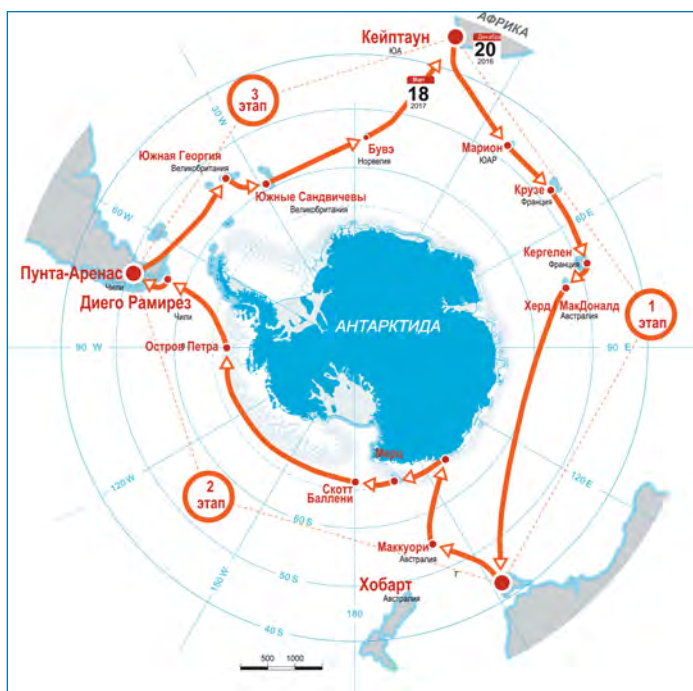 АФРИКА
Кейптаун
ЮА
Декабрь
20
2016
Март
18
2017
3
этап
30 W
Бувэ
Норвегия
Марион
ЮАР
Южная Георгия
Великобритания
Южные Сандвичевы
Великобритания
Крузе
Франция
60 W
60 E
Кергелен
Франция
Пунта-Аренас
Чили
Диего Рамирез
Чили
Херд МакДоналд
Австралия
1
этап
АНТАРКТИДА
90 W
Остров Петра
90 E
Мерц
2
этап
Скотт
Баллени
120 W
120 E
60 S
Маккуори
Австралия
150 W
50 S
Хобарт
Австралия
180
40 S
500 1000